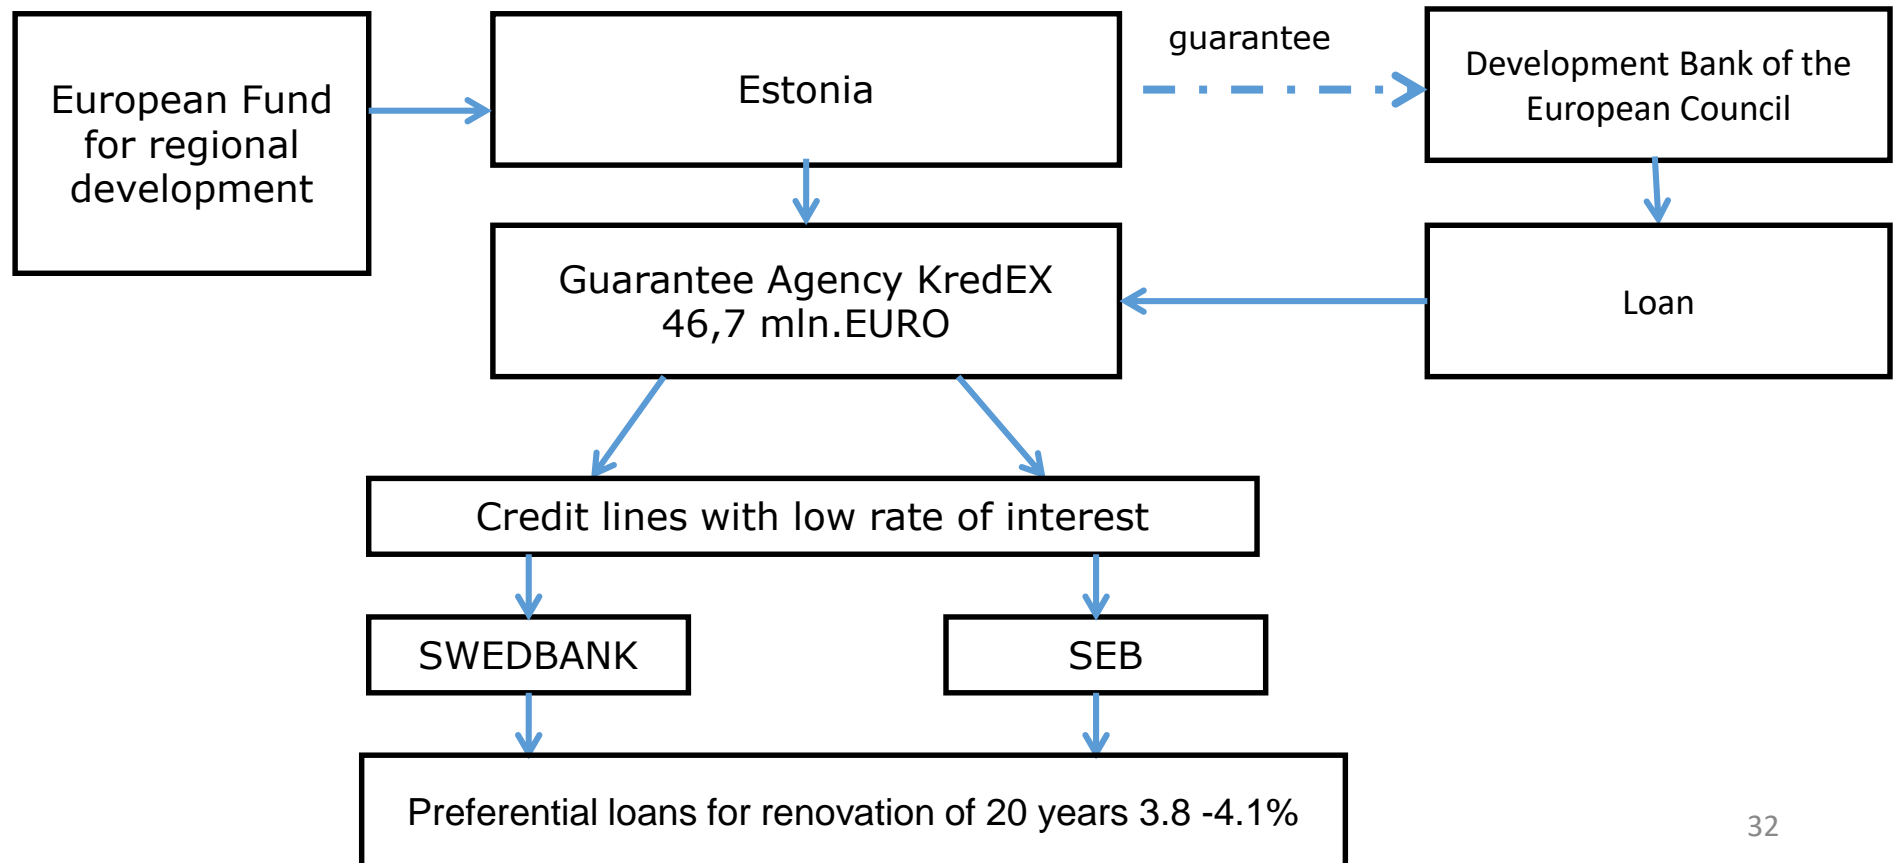 European Fund
for regional
development
Estonia
guarantee
Development Bank of the
European Council
Guarantee Agency KredEX
46,7 mln.EURO
Loan
Credit lines with low rate of interest
SWEDBANK
SEB
Preferential loans for renovation of 20 years 3.8 -4.1%
32